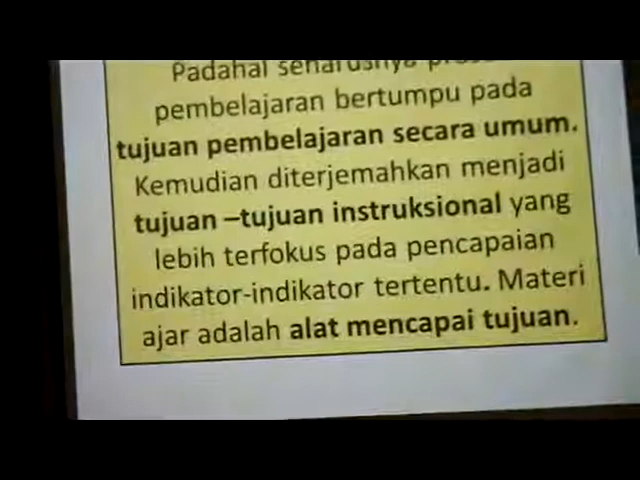 Padahal seharusnya
pembelajaran bertumpu pada
tujuan pembelajaran secara umum.
Kemudian diterjemahkan menjadi
tujuan –tujuan instruksional yang
lebih terfokus pada pencapaian
indikator-indikator tertentu. Materi
ajar adalah alat mencapai tujuan.